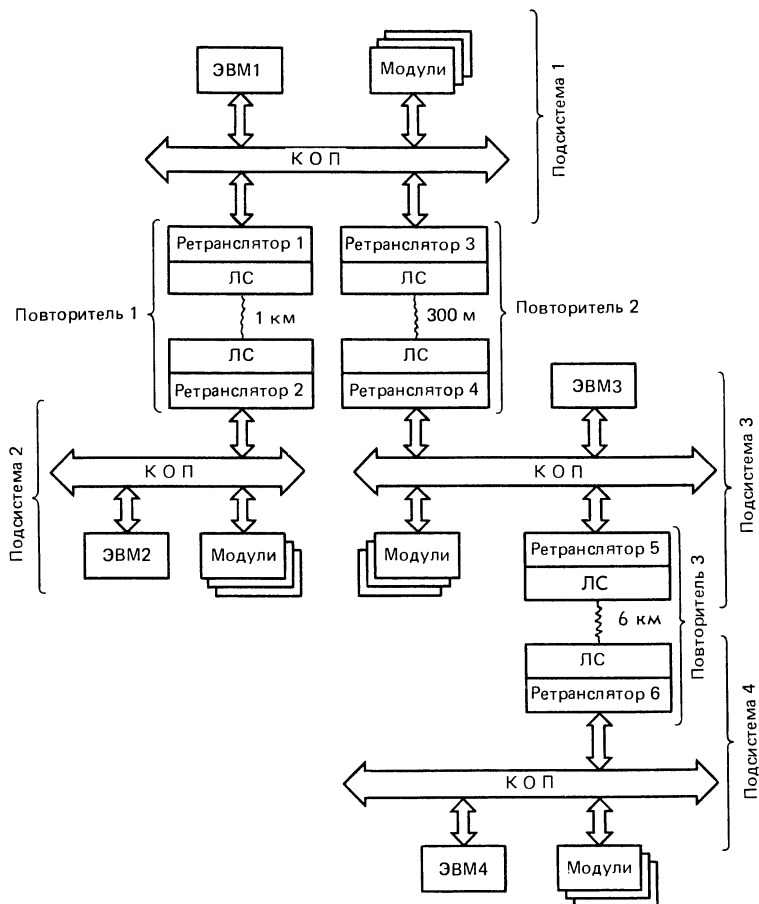 ЭВМ1
Модули
Подсистема 1
КОП
Ретранслятор 1
ЛС
Ретранслятор 3
ЛС
Повторитель 1
1 км
300 м
Повторитель 2
ЛС
Ретранслятор 2
ЛС
Ретранслятор 4
ЭВМ3
Подсистема 2
КОП
КОП
Подсистема 3
ЭВМ2
Модули
Модули
Ретранслятор 5
ЛС
Повторитель 3
6 км
ЛС
Ретранслятор 6
Подсистема 4
КОП
ЭВМ4
Модули